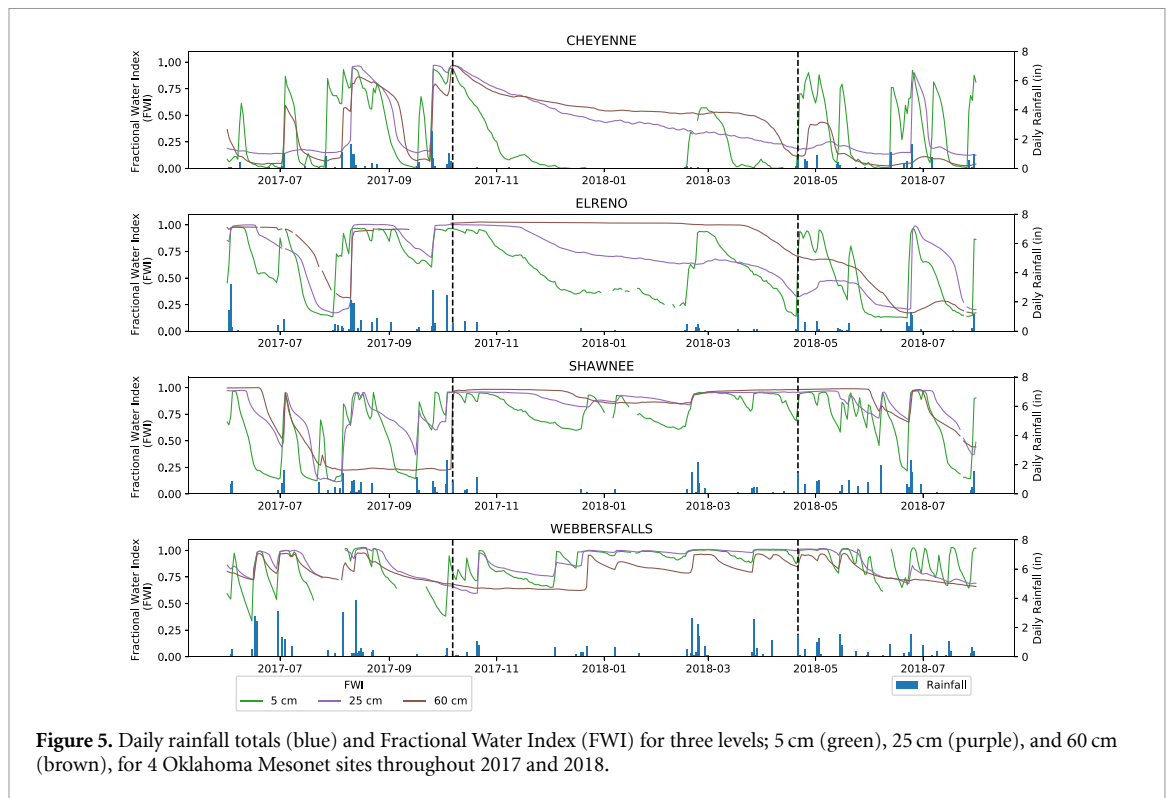 CHEYENNE
Fractional Water Index
(FWI)
1.00
0.75
0.50
0.25
0.00
8
6
4
2
0
Daily Rainfall (in)
2017-07 2017-09 2017-11 2018-01 2018-03 2018-05 2018-07
ELRENO
Fractional Water Index
(FWI)
1.00
0.75
0.50
0.25
0.00
8
6
4
2
0
Daily Rainfall (in)
2017-07 2017-09 2017-11 2018-01 2018-03 2018-05 2018-07
SHAWNEE
Fractional Water Index
(FWI)
1.00
0.75
0.50
0.25
0.00
8
6
4
2
0
Daily Rainfall (in)
2017-07 2017-09 2017-11 2018-01 2018-03 2018-05 2018-07
WEBBERSFALLS
Fractional Water Index
(FWI)
1.00
0.75
0.50
0.25
0.00
8
6
4
2
0
Daily Rainfall (in)
2017-07 2017-09 2017-11 2018-01 2018-03 2018-05 2018-07
FWI
5 cm 25 cm 60 cm
Rainfall
Figure 5. Daily rainfall totals (blue) and Fractional Water Index (FWI) for three levels; 5 cm (green), 25 cm (purple), and 60 cm
(brown), for 4 Oklahoma Mesonet sites throughout 2017 and 2018.